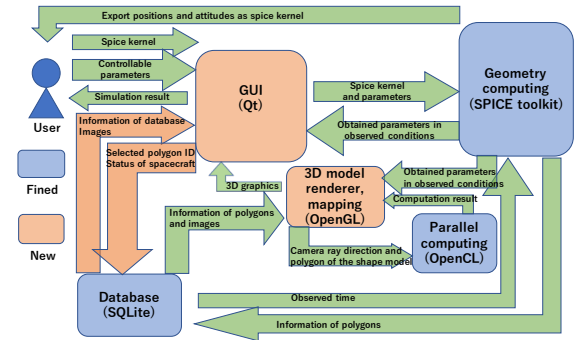 Export positions and attitudes as spice kernel
Spice kernel
Controllable
parameters
Simulation result
User
Information of database
Images
Selected polygon ID
Status of spacecraft
GUI
(Qt)
Spice kernel
and parameters
Obtained parameters in
observed conditions
Geometry
computing
(SPICE toolkit)
Fined
New
3D graphics
Information of polygons
and images
3D model
renderer,
mapping
(OpenGL)
Obtained parameters
in observed conditions
Computation result
Camera ray direction and
polygon of the shape model
Parallel
computing
(OpenCL)
Database
(SQLite)
Observed time
Information of polygons